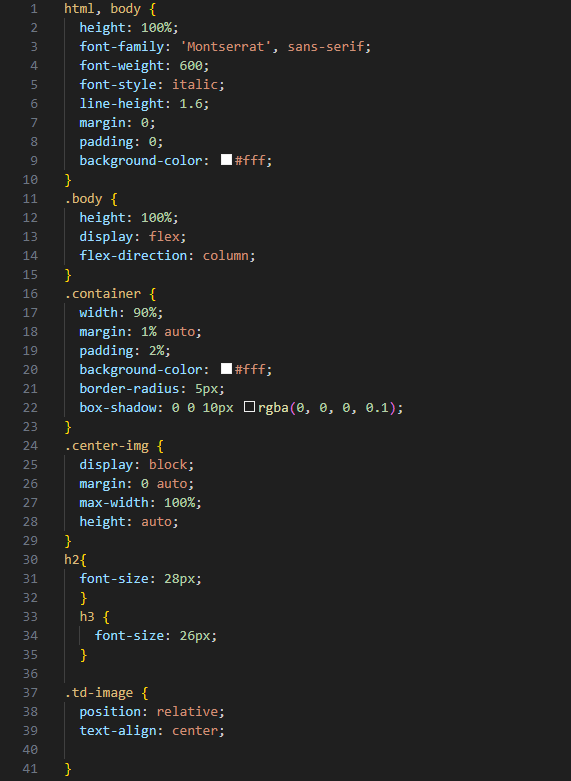 1 html, body {
2 height: 100%;
3 font-family: 'Montserrat', sans-serif;
4 font-weight: 600;
5 font-style: italic;
6 line-height: 1.6;
7 margin: 0;
8 padding: 0;
9 background-color: #fff;
10 }
11 .body {
12 height: 100%;
13 display: flex;
14 flex-direction: column;
15 }
16 .container {
17 width: 90%;
18 margin: 1% auto;
19 padding: 2%;
20 background-color: #fff;
21 border-radius: 5px;
22 box-shadow: 0 0 10px rgba(0, 0, 0, 0.1);
23 }
24 .center-img {
25 display: block;
26 margin: 0 auto;
27 max-width: 100%;
28 height: auto;
29 }
30 h2{
31 font-size: 28px;
32 }
33 h3 {
34 font-size: 26px;
35 }
36
37 .td-image {
38 position: relative;
39 text-align: center;
40
41 }